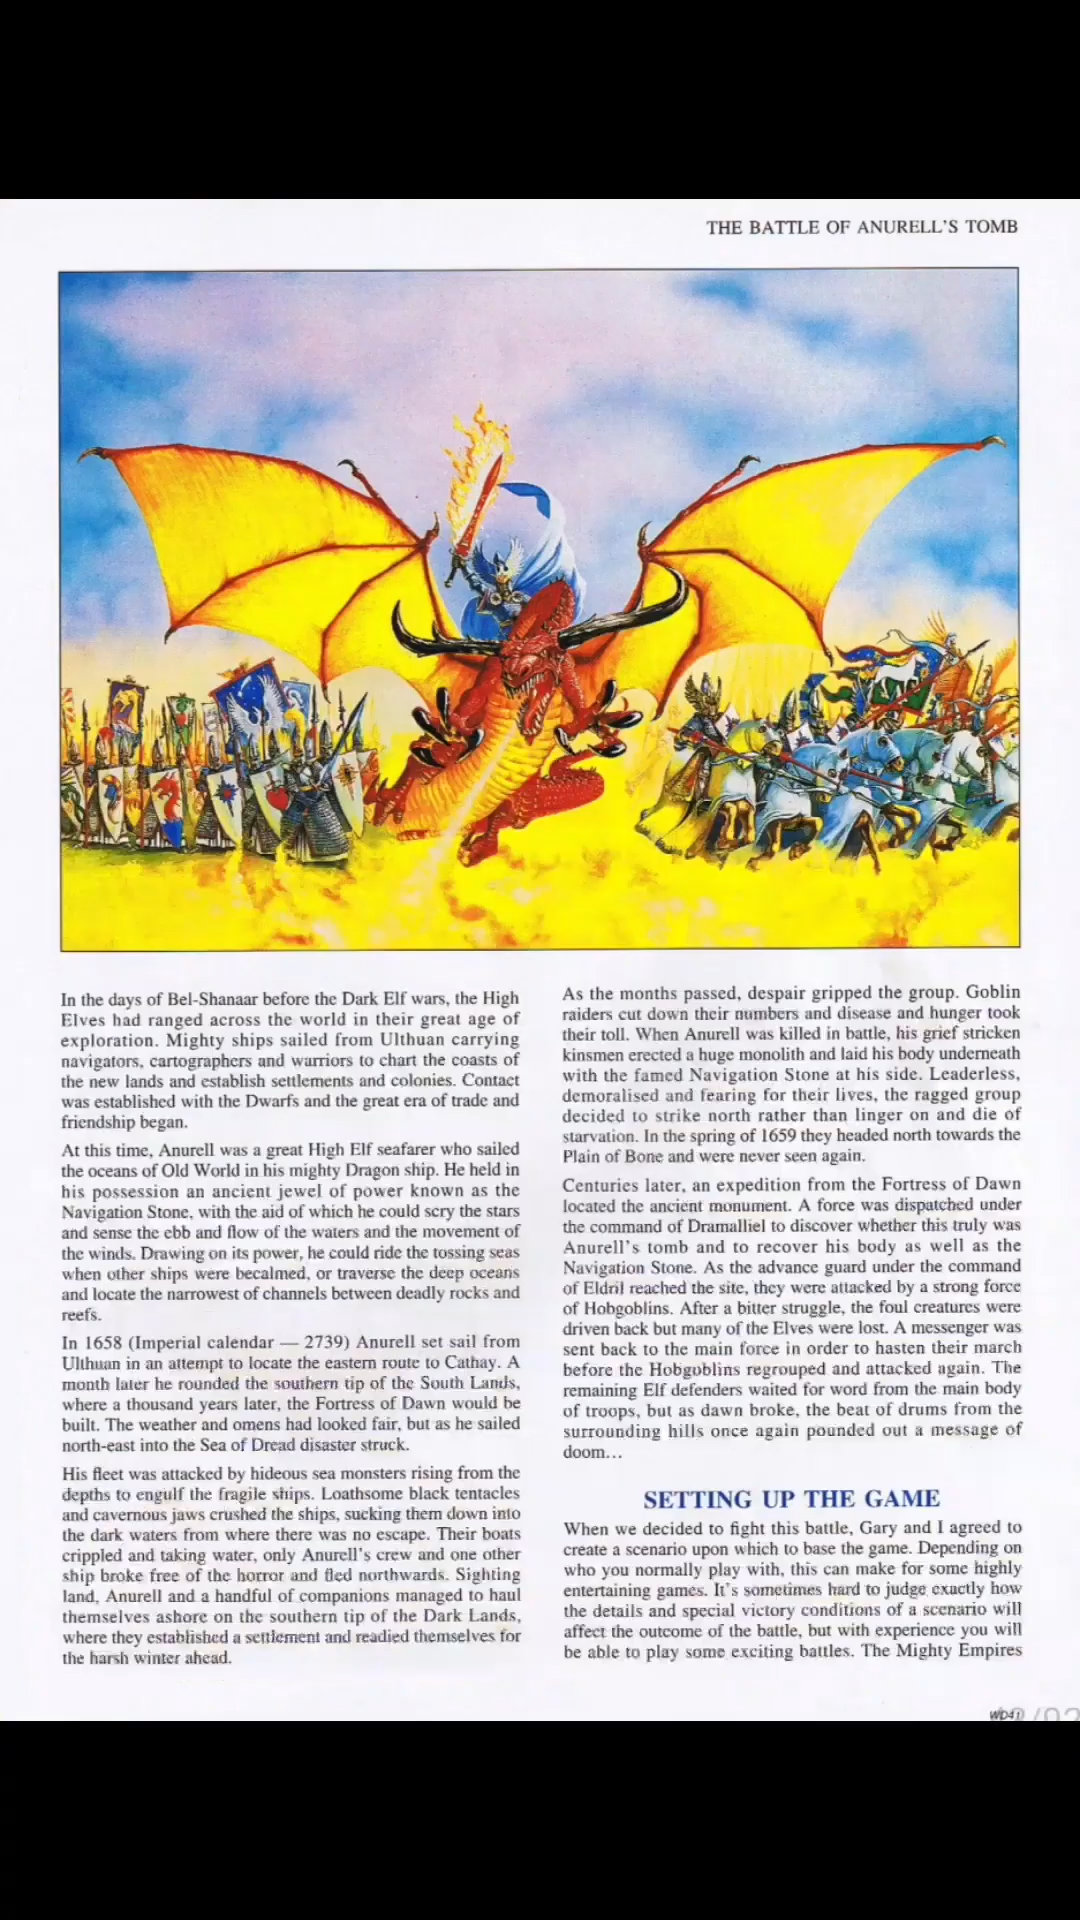 THE BATTLE OF ANURELL'S TOMB
In the days of Bel-Shanaar before the Dark Elf wars, the High
Elves had ranged across the world in their great age of
exploration. Mighty ships sailed from Ulthuan carrying
navigators, cartographers and warriors to chart the coasts of
the new lands and establish settlements and colonies. Contact
was established with the Dwarfs and the great era of trade and
friendship began.
At this time, Anurell was a great High Elf seafarer who sailed
the oceans of Old World in his mighty Dragon ship. He held in
his possession an ancient jewel of power known as the
Navigation Stone, with the aid of which he could scry the stars
and sense the ebb and flow of the waters and the movement of
the winds. Drawing on its power, he could ride the tossing seas
when other ships were becalmed, or traverse the deep oceans
and locate the narrowest of channels between deadly rocks and
reefs.
In 1658 (Imperial calendar — 2739) Anurell set sail from
Ulthuan in an attempt to locate the eastern route to Cathay. A
month later he rounded the southern tip of the South Lands,
where a thousand years later, the Fortress of Dawn would be
built. The weather and omens had looked fair, but as he sailed
north-east into the Sea of Dread disaster struck.
His fleet was attacked by hideous sea monsters rising from the
depths to engulf the fragile ships. Loathsome black tentacles
and cavernous jaws crushed the ships, sucking them down into
the dark waters from where there was no escape. Their boats
crippled and taking water, only Anurell's crew and one other
ship broke free of the horror and fled northwards. Sighting
land, Anurell and a handful of companions managed to haul
themselves ashore on the southern tip of the Dark Lands,
where they established a settlement and readied themselves for
the harsh winter ahead.
As the months passed, despair gripped the group. Goblin
raiders cut down their numbers and disease and hunger took
their toll. When Anurell was killed in battle, his grief stricken
kinsmen erected a huge monolith and laid his body underneath
with the famed Navigation Stone at his side. Leaderless,
demoralised and fearing for their lives, the ragged group
decided to strike north rather than linger on and die of
starvation. In the spring of 1659 they headed north towards the
Plain of Bone and were never seen again.
Centuries later, an expedition from the Fortress of Dawn
located the ancient monument. A force was dispatched under
the command of Dramalliel to discover whether this truly was
Anurell's tomb and to recover his body as well as the
Navigation Stone. As the advance guard under the command
of Eldril reached the site, they were attacked by a strong force
of Hobgoblins. After a bitter struggle, the foul creatures were
driven back but many of the Elves were lost. A messenger was
sent back to the main force in order to hasten their march
before the Hobgoblins regrouped and attacked again. The
remaining Elf defenders waited for word from the main body
of troops, but as dawn broke, the beat of drums from the
surrounding hills once again pounded out a message of
doom...
SETTING UP THE GAME
When we decided to fight this battle, Gary and I agreed to
create a scenario upon which to base the game. Depending on
who you normally play with, this can make for some highly
entertaining games. It's sometimes hard to judge exactly how
the details and special victory conditions of a scenario will
affect the outcome of the battle, but with experience you will
be able to play some exciting battles. The Mighty Empires